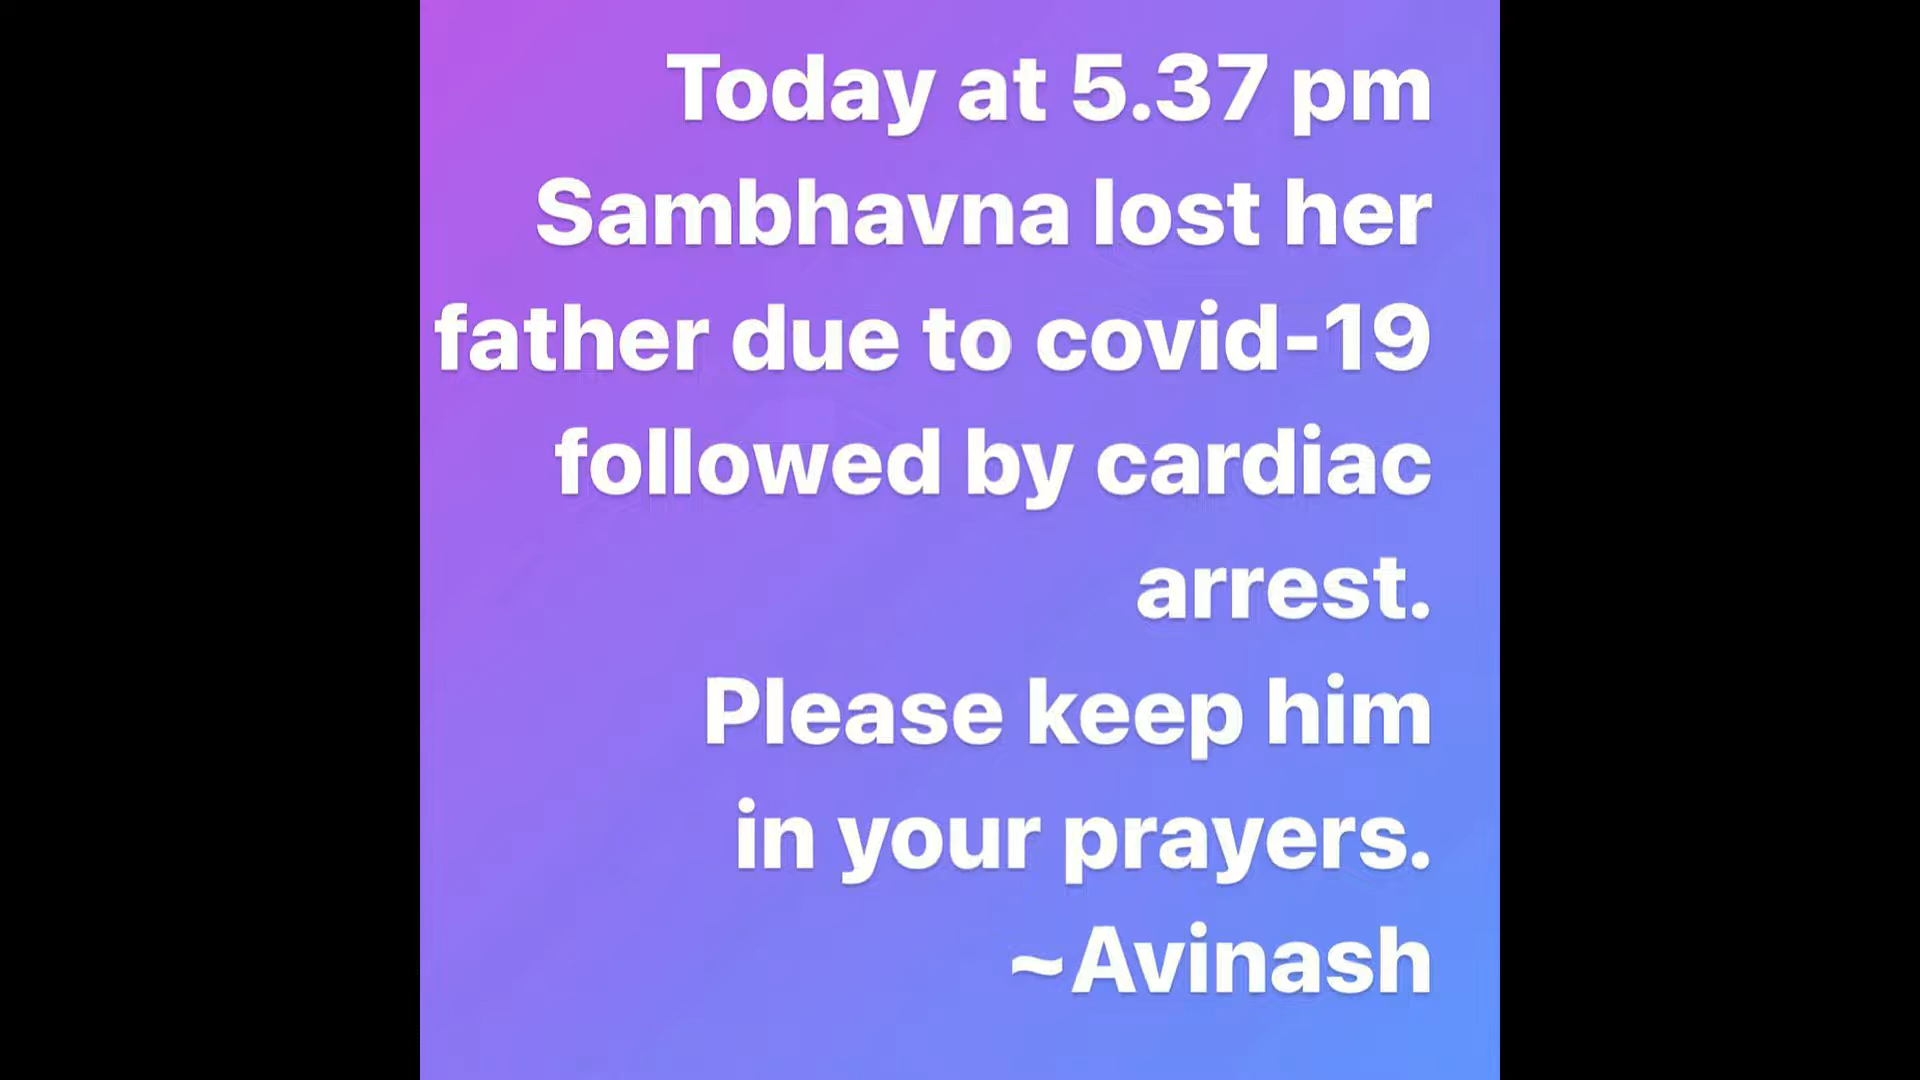 Today at 5.37 pm
Sambhavna lost her
father due to covid-19
followed by cardiac
arrest.
Please keep him
in your prayers.
~Avinash